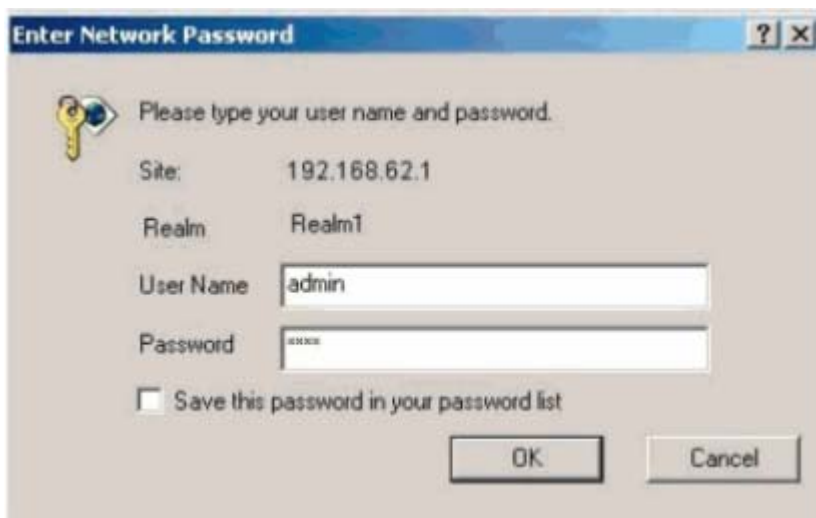 Enter Network Password
? ×
Please type your user name and password.
Site: 192.168.62.1
Realm Realm1
User Name admin
Password ××××
Save this password in your password list
OK Cancel